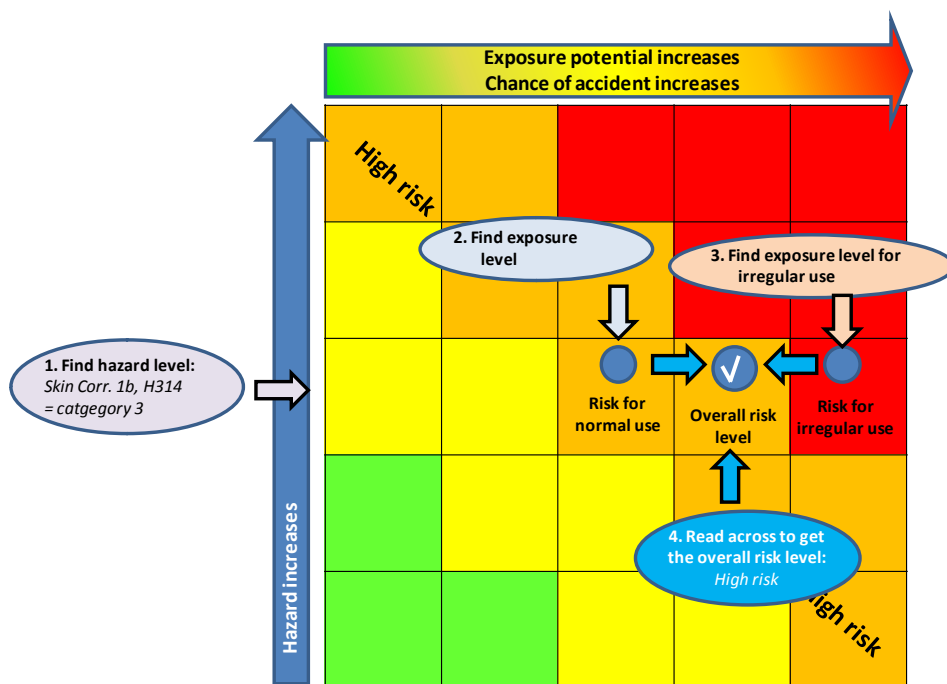 Exposure potential increases
Chance of accident increases
High risk
2. Find exposure
level
3. Find exposure level for
irregular use
1. Find hazard level:
Skin Corr. 1b, H314
= catgegory 3
Risk for
normal use
Overall risk
level
Risk for
irregular use
4. Read across to get
the overall risk level:
High risk
High risk
Hazard increases